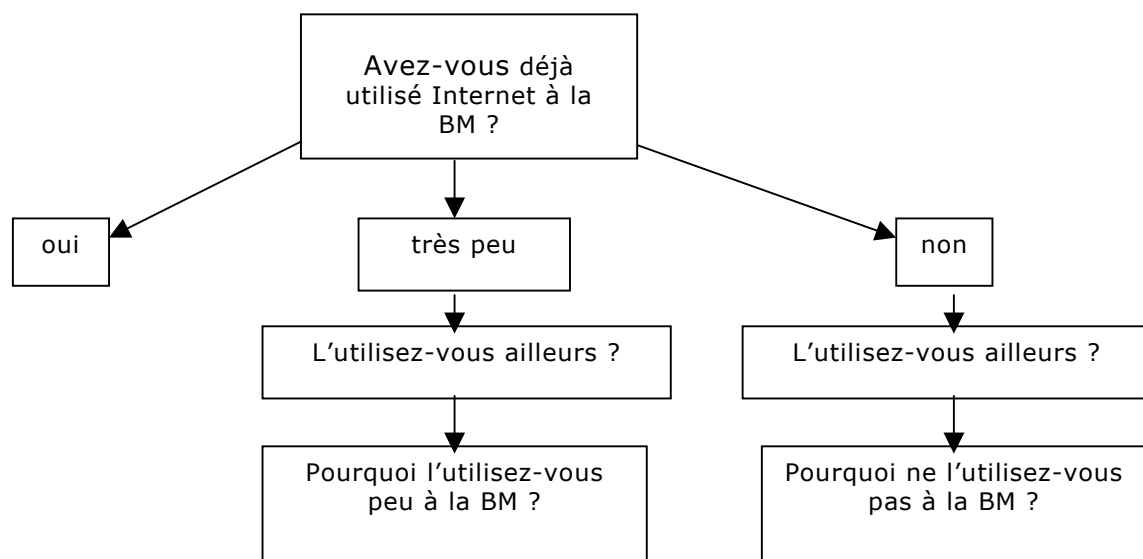 Avez-vous déjà
utilisé Internet à la
BM ?
oui
très peu
non
L’utilisez-vous ailleurs ?
L’utilisez-vous ailleurs ?
Pourquoi l’utilisez-vous
peu à la BM ?
Pourquoi ne l’utilisez-vous
pas à la BM ?